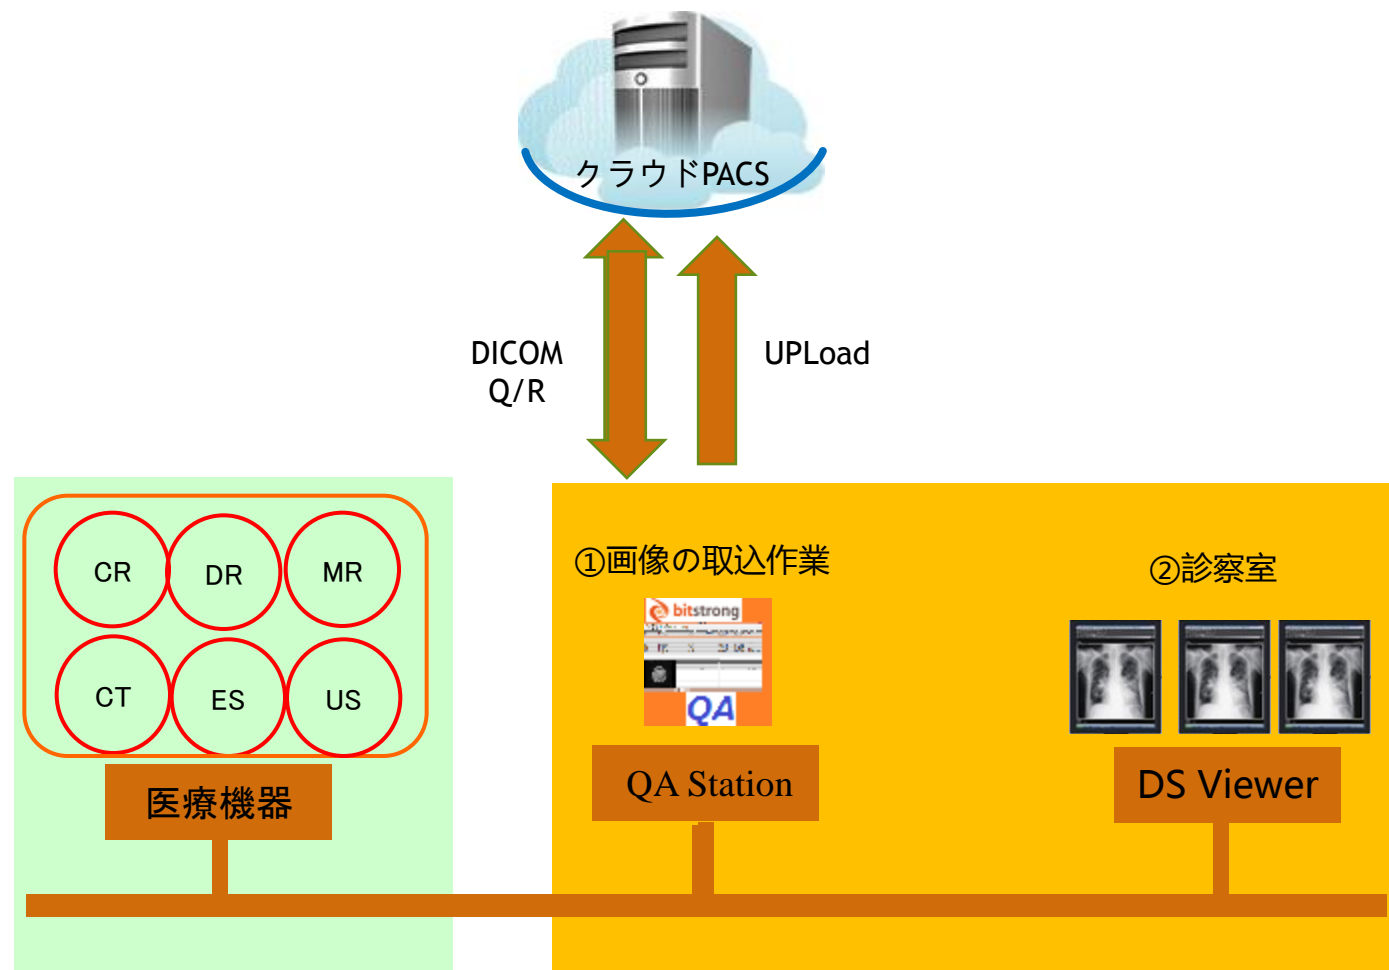 クラウドPACS
DICOM
Q/R
UPLoad
CR
DR
MR
CT
ES
US
医療機器
①画像の取込作業
bitstrong
QA
QA Station
②診察室
DS Viewer